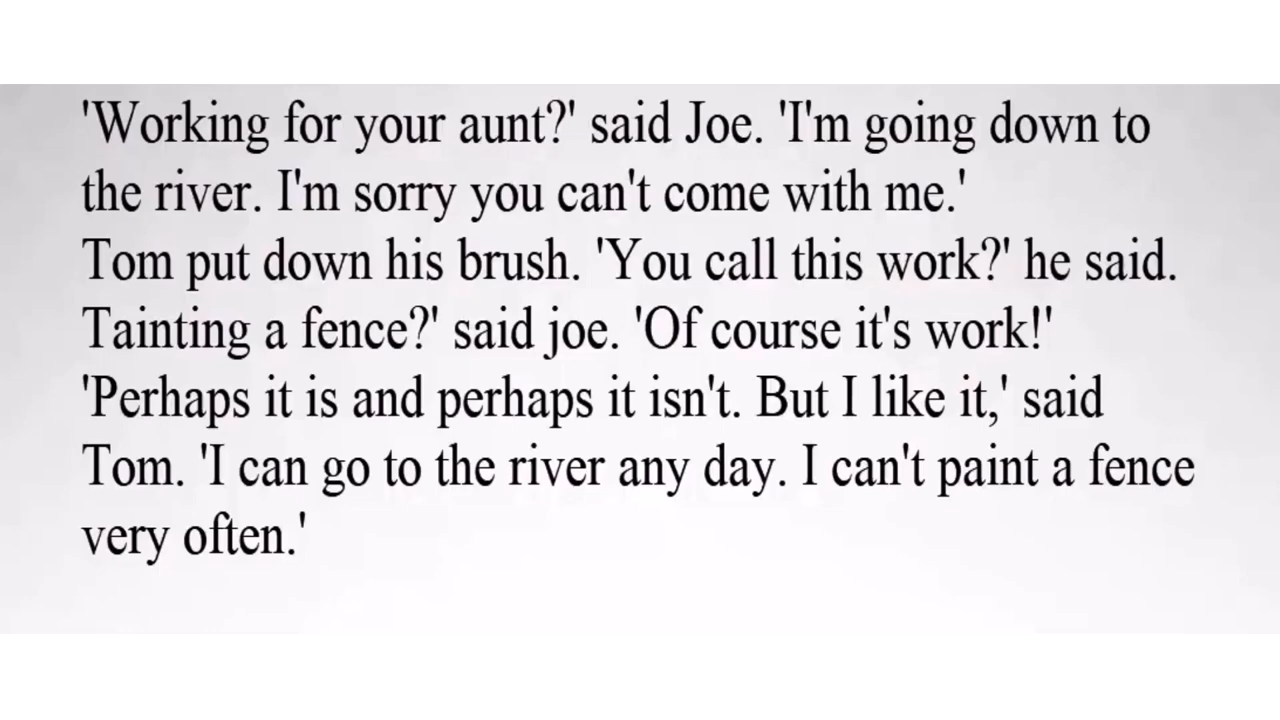 'Working for your aunt?' said Joe. 'I'm going down to
the river. I'm sorry you can't come with me.'
Tom put down his brush. 'You call this work?' he said.
Tainting a fence?' said joe. 'Of course it's work!'
'Perhaps it is and perhaps it isn't. But I like it,' said
Tom. 'I can go to the river any day. I can't paint a fence
very often.'